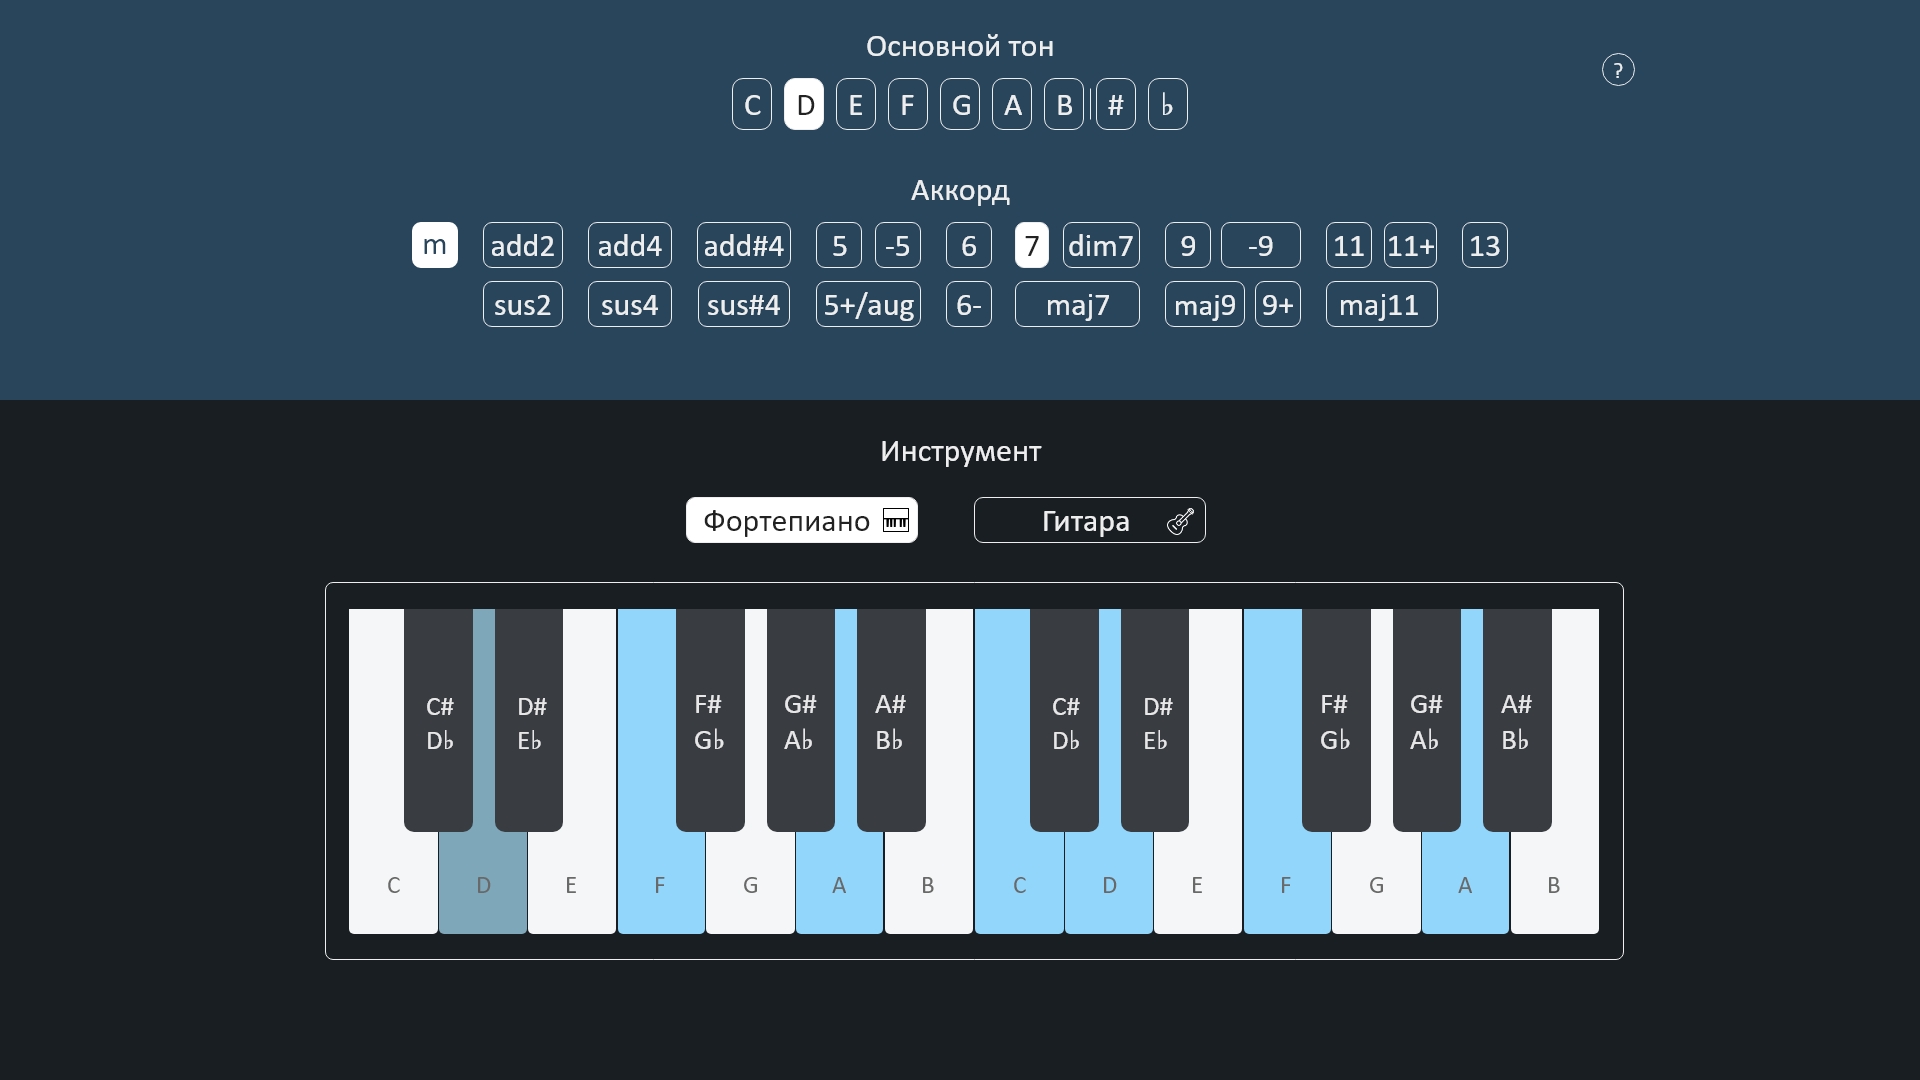 Основной тон
?
C D E F G A B # ♭
Аккорд
m add2 add4 add#4 5 -5 6 7 dim7 9 -9 11 11+ 13
sus2 sus4 sus#4 5+/aug 6- maj7 maj9 9+ maj11
Инструмент
Фортепиано Гитара
C# D# F# G# A# C# D# F# G# A#
D♭ E♭ G♭ A♭ B♭ D♭ E♭ G♭ A♭ B♭
C D E F G A B C D E F G A B